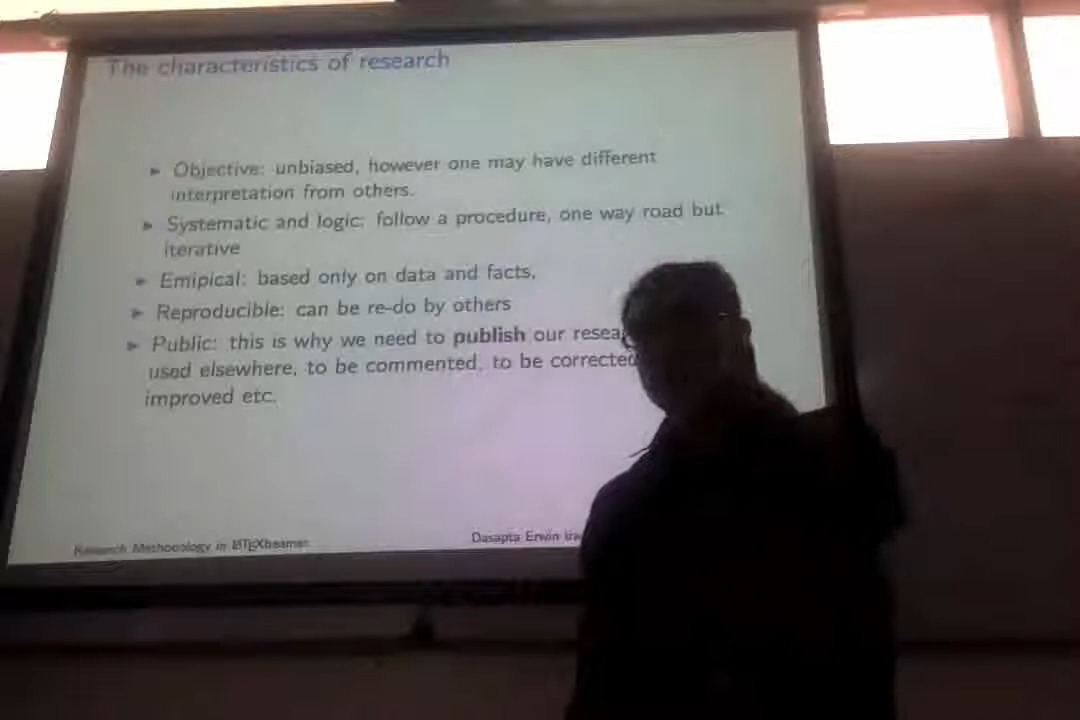 The characteristics of research
Objective: unbiased, however one may have different
interpretation from others.
Systematic and logic: follow a procedure, one way road but
iterative
Emipical: based only on data and facts.
Reproducible: can be re-do by others
Public: this is why we need to publish our resea
used elsewhere, to be commented, to be corrected
improved etc.
Research Methodology in LATEXbeamer
Dasapta Erwin Ira